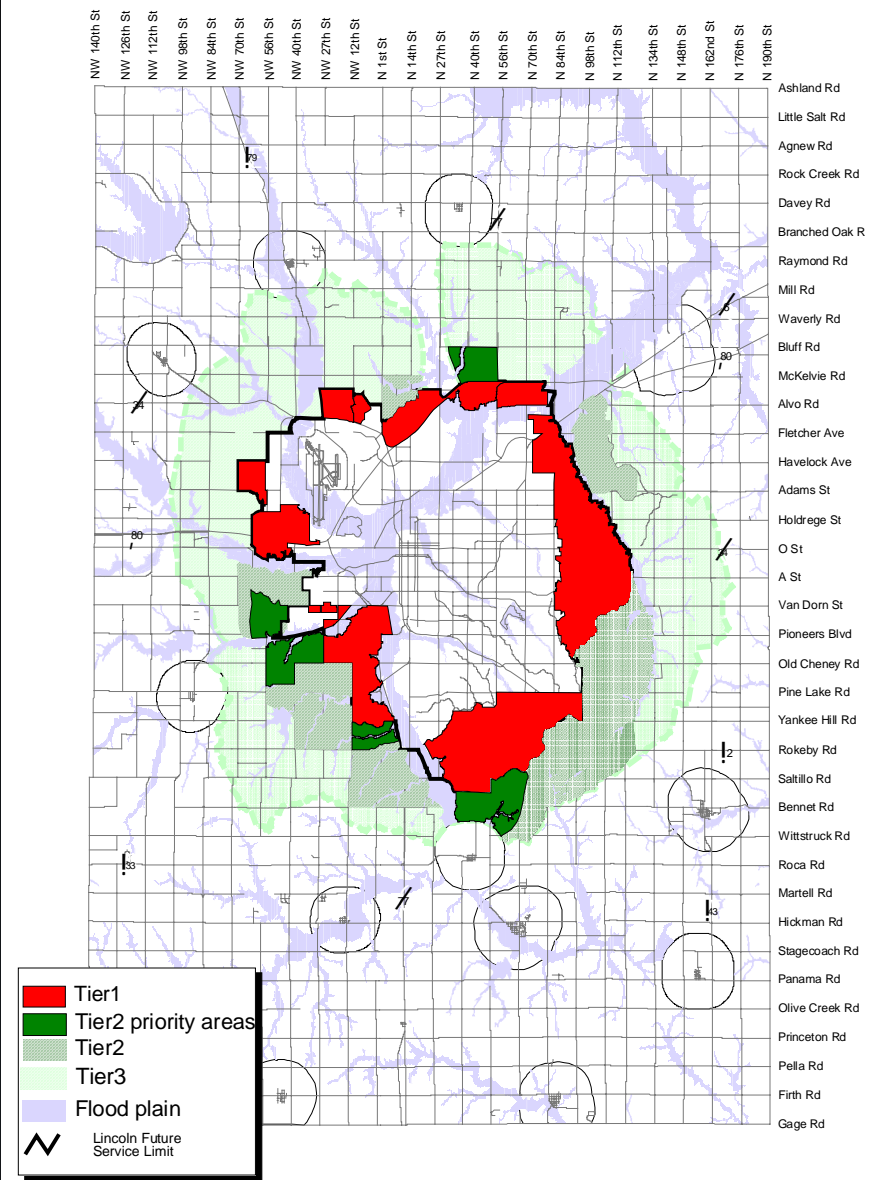 NW 140th St
NW 126th St
NW 112th St
NW 98th St
NW 84th St
NW 70th St
NW 56th St
NW 40th St
NW 27th St
NW 12th St
N 1st St
N 14th St
N 27th St
N 40th St
N 56th St
N 70th St
N 84th St
N 98th St
N 112th St
N 134th St
N 148th St
N 162nd St
N 176th St
N 190th St
Ashland Rd
Little Salt Rd
Agnew Rd
79
Rock Creek Rd
Davey Rd
77
Branched Oak R
Raymond Rd
Mill Rd
6
Waverly Rd
Bluff Rd
80
McKelvie Rd
34
Alvo Rd
Fletcher Ave
Havelock Ave
Adams St
Holdrege St
80
O St
34
A St
Van Dorn St
Pioneers Blvd
Old Cheney Rd
Pine Lake Rd
Yankee Hill Rd
Rokeby Rd
2
Saltillo Rd
Bennet Rd
Wittstruck Rd
33
Roca Rd
Martell Rd
77
43
Hickman Rd
Stagecoach Rd
Panama Rd
Olive Creek Rd
Princeton Rd
Pella Rd
Firth Rd
Gage Rd
Tier1
Tier2 priority areas
Tier2
Tier3
Flood plain
Lincoln Future
Service Limit